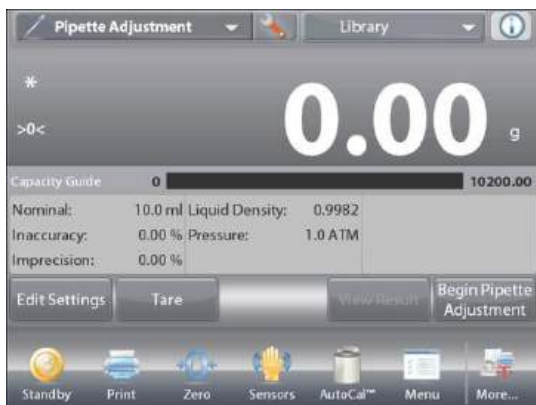 Pipette Adjustment Library
*
>0< 0.00 g
Capacity Guide 0 10200.00
Nominal: 10.0 ml Liquid Density: 0.9982
Inaccuracy: 0.00 % Pressure: 1.0 ATM
Imprecision: 0.00 %
Edit Settings Tare View Result Begin Pipette
Adjustment
Standby Print Zero Sensors AutoCal™ Menu More...